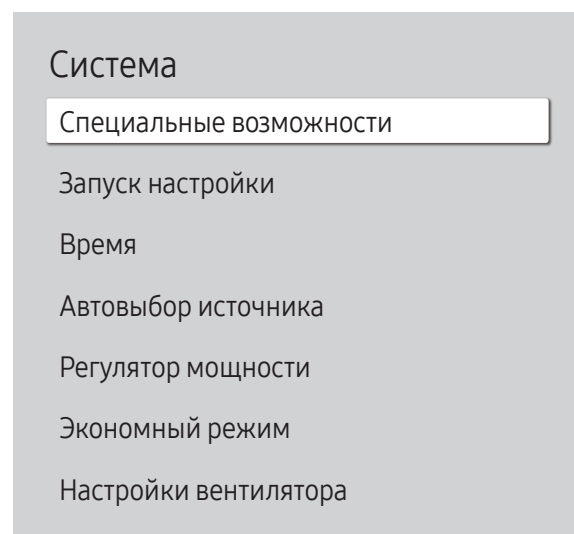 Система
Специальные возможности
Запуск настройки
Время
Автовыбор источника
Регулятор мощности
Экономный режим
Настройки вентилятора